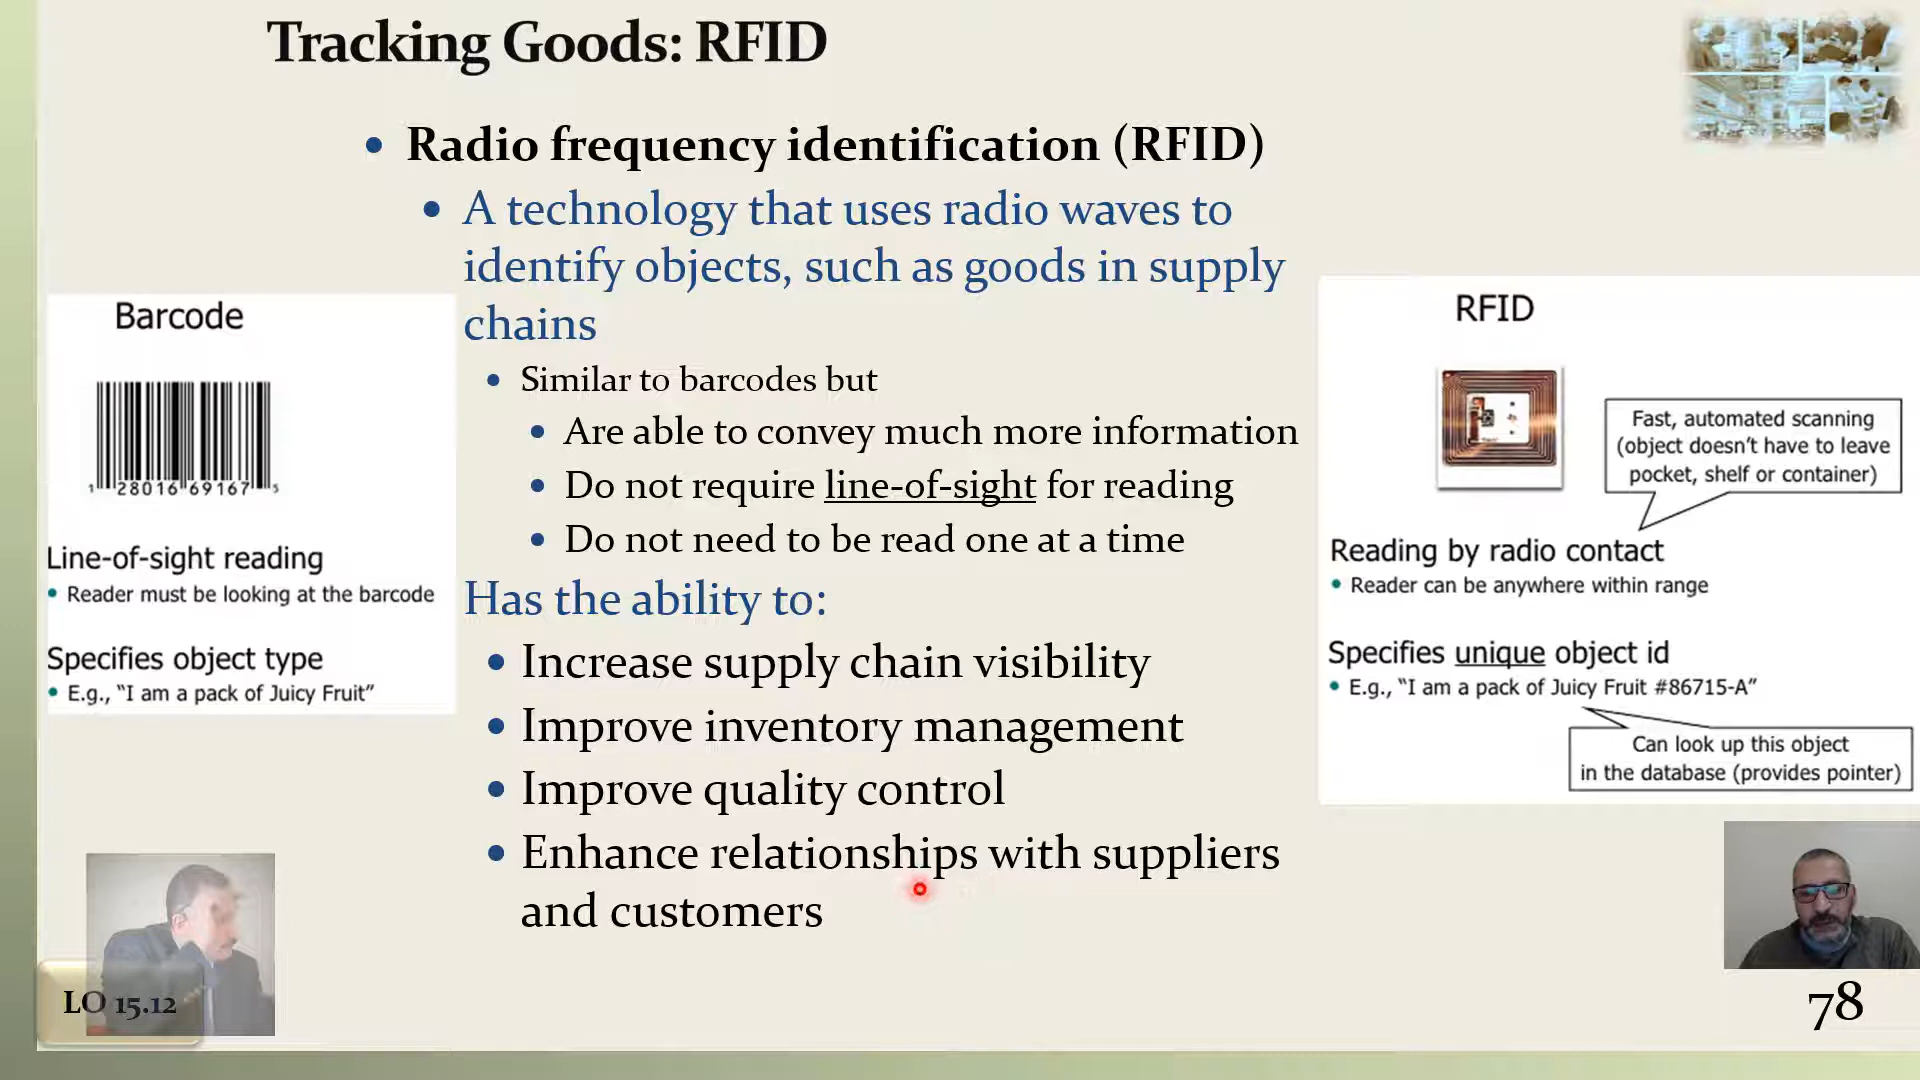 Tracking Goods: RFID
• Radio frequency identification (RFID)
• A technology that uses radio waves to
identify objects, such as goods in supply
chains
• Similar to barcodes but
• Are able to convey much more information
• Do not require line-of-sight for reading
• Do not need to be read one at a time
Has the ability to:
• Increase supply chain visibility
• Improve inventory management
• Improve quality control
• Enhance relationships with suppliers
and customers
Barcode
1 28016 69167 5
Line-of-sight reading
• Reader must be looking at the barcode
Specifies object type
• E.g., “I am a pack of Juicy Fruit”
RFID
Fast, automated scanning
(object doesn’t have to leave
pocket, shelf or container)
Reading by radio contact
• Reader can be anywhere within range
Specifies unique object id
• E.g., “I am a pack of Juicy Fruit #86715-A”
Can look up this object
in the database (provides pointer)
LO 15.12
78